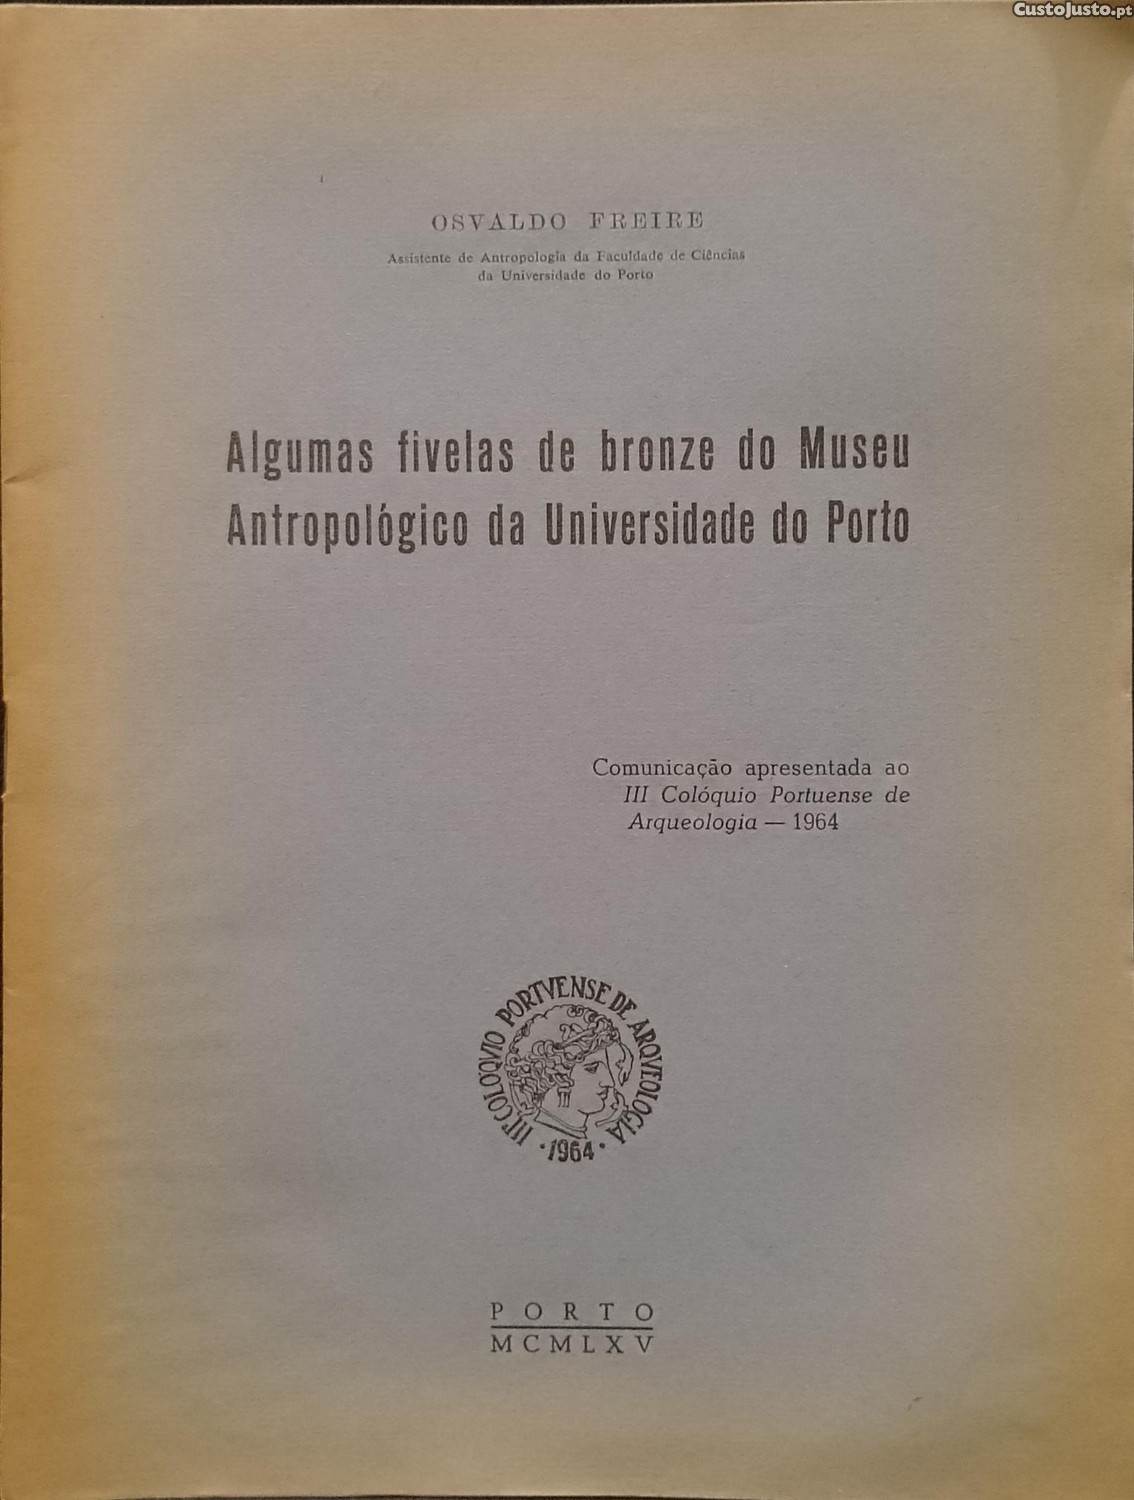 CustoJusto.pt
OSVALDO FREIRE
Assistente de Antropologia da Faculdade de Ciências
da Universidade do Porto
Algumas fivelas de bronze do Museu
Antropológico da Universidade do Porto
Comunicação apresentada ao
III Colóquio Portuense de
Arqueologia — 1964
III COLÓQVIO PORTVENSE DE ARQVEOLOGIA
·1964·
PORTO
MCMLXV